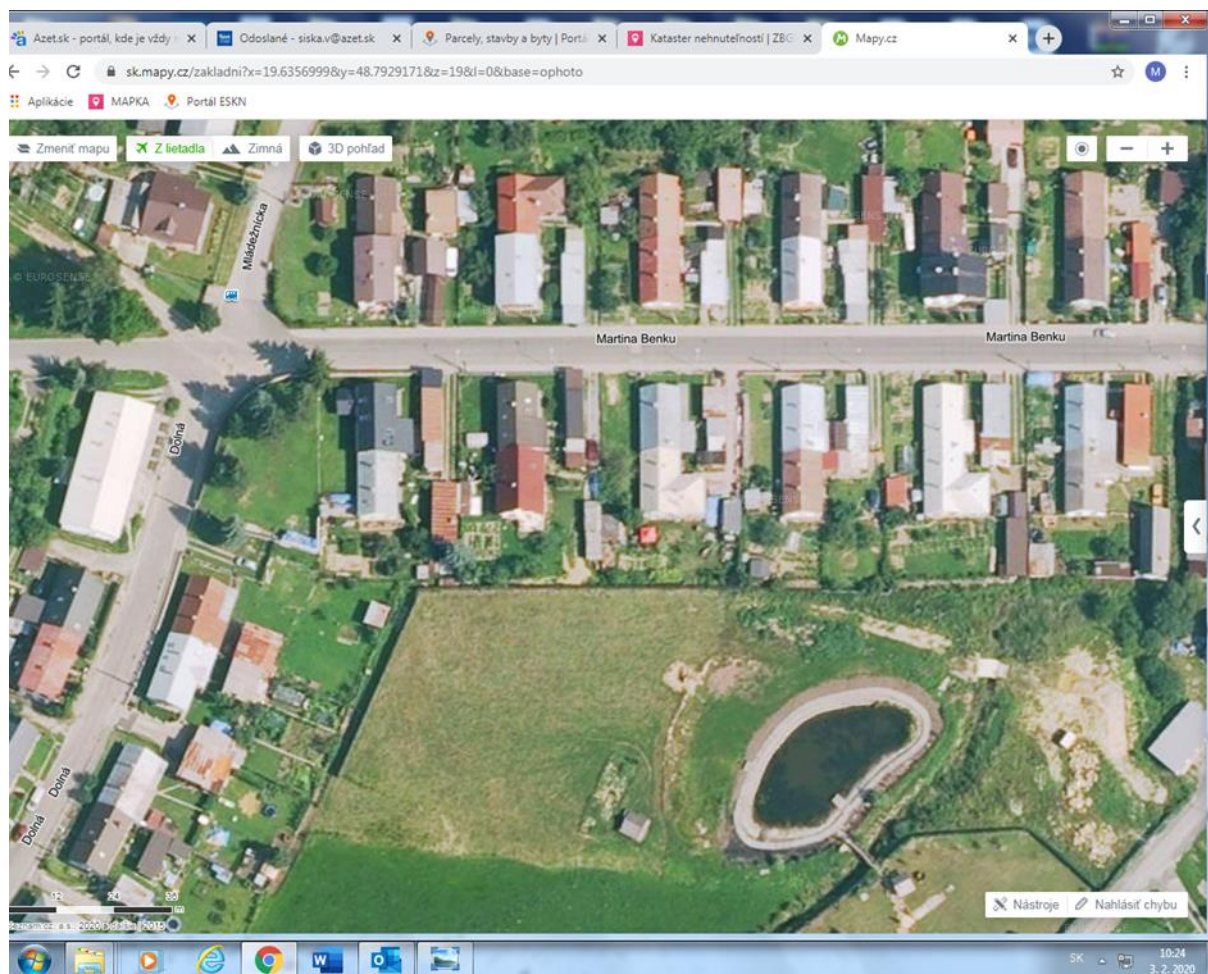 Azet.sk - portál, kde je vždy
Odoslané - siska.v@azet.sk
Parcely, stavby a byty | Portá
Kataster nehnuteľností | ZBG
Mapy.cz
sk.mapy.cz/zakladni?x=19.6356999&y=48.7929171&z=19&l=0&base=ophoto
M
Aplikácie
MAPKA
Portál ESKN
Zmeniť mapu
Z lietadla
Zimná
3D pohľad
Mládežnícka
© EUROSENSE
Martina Benku
Martina Benku
Dolná
Dolná
Dolná
12 24 36
m
Nástroje
Nahlásiť chybu
SK
10:24
3. 2. 2020